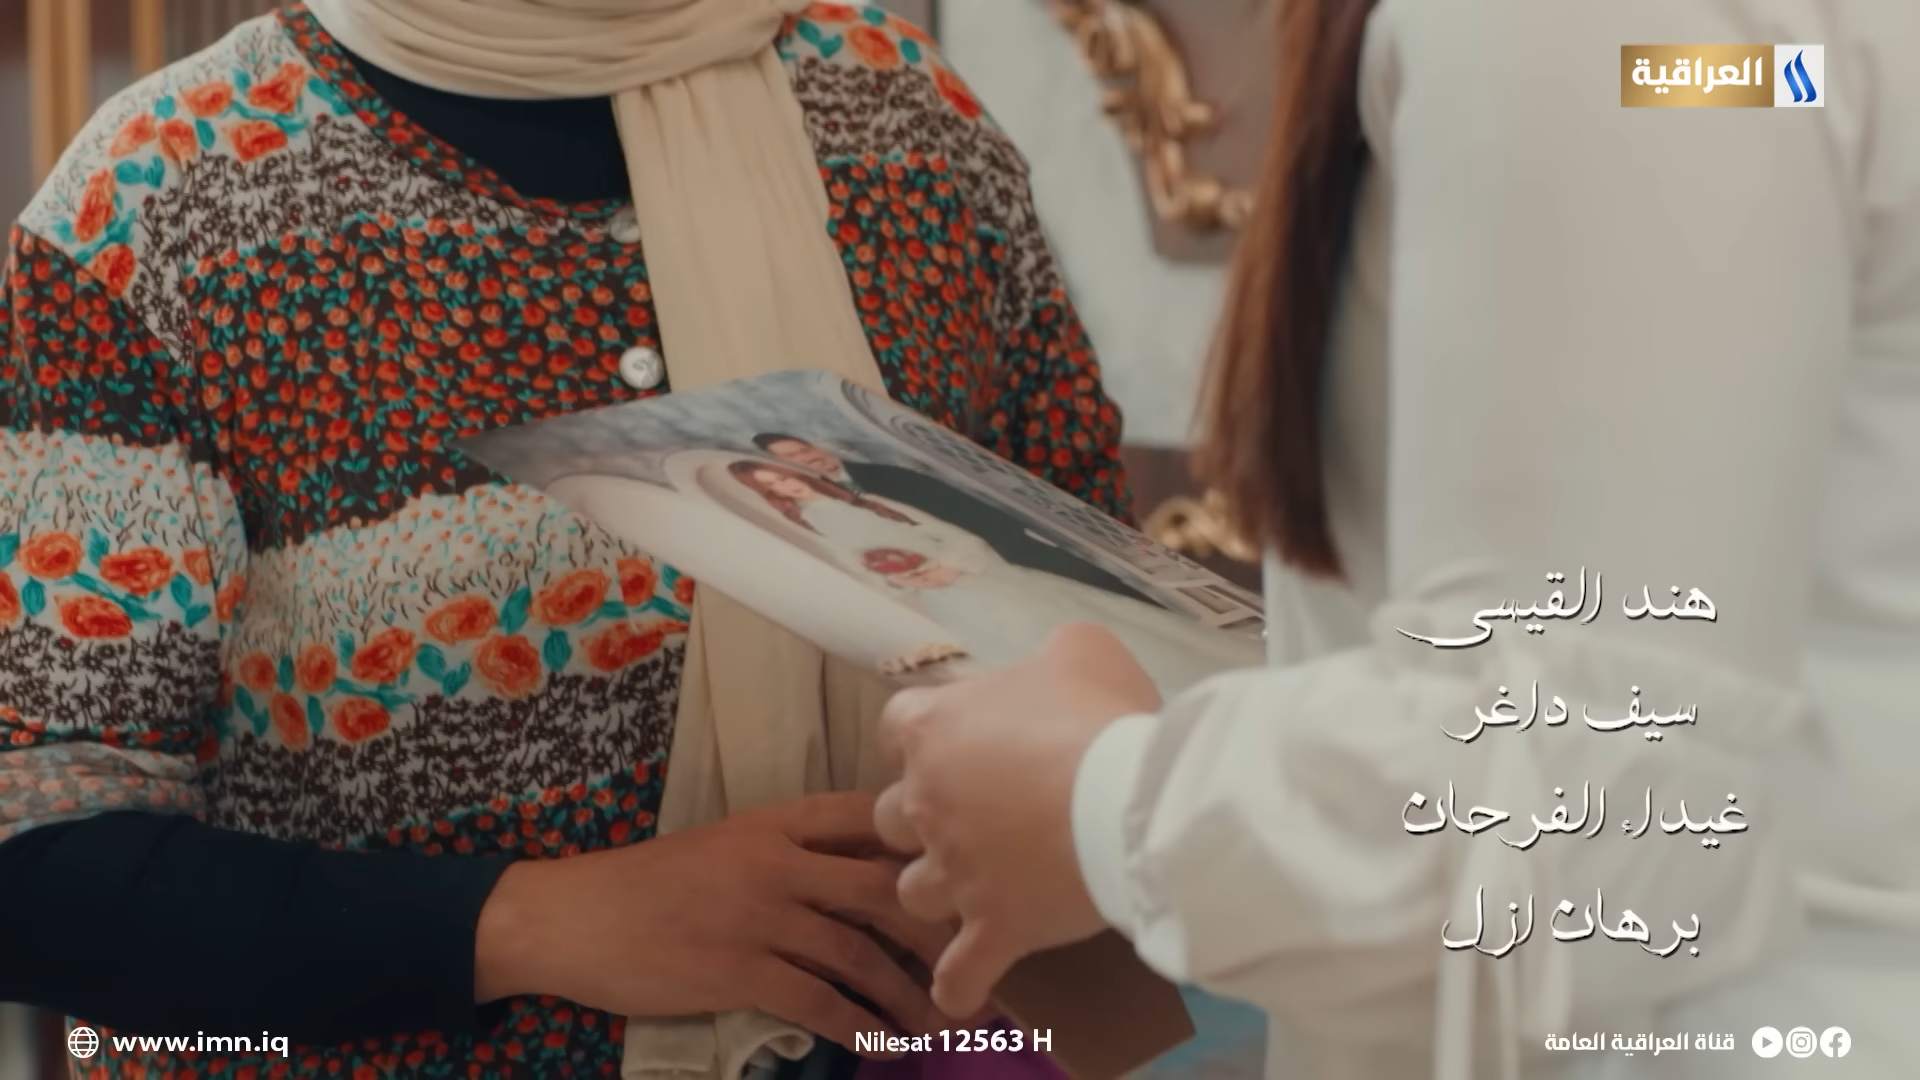 العراقية
هند القيسي
سيف داغر
غيداء الفرحان
برهان ازل
www.imn.iq
Nilesat 12563 H
قناة العراقية العامة